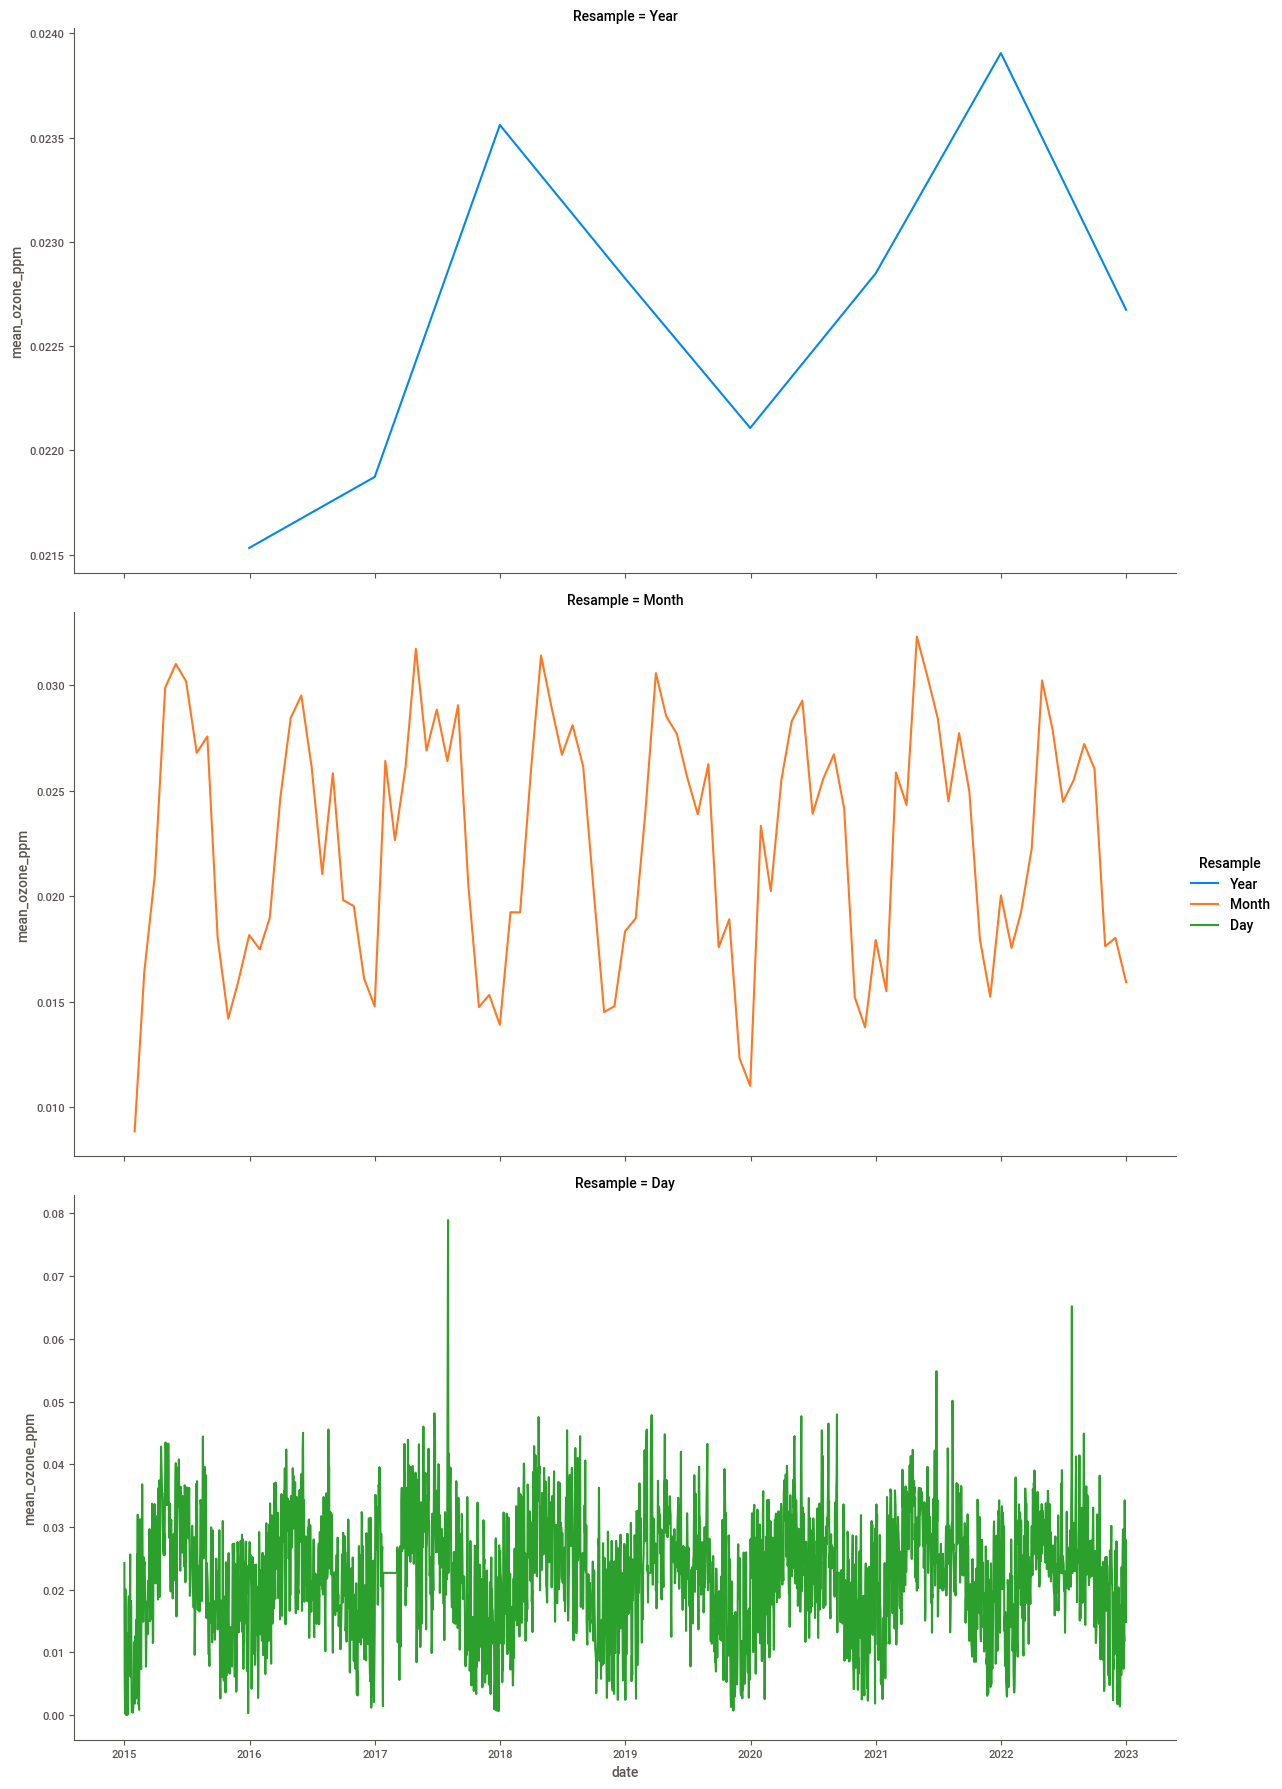 Resample = Year
0.0240
0.0235
0.0230
0.0225
0.0220
0.0215
mean_ozone_ppm
Resample = Month
0.030
0.025
0.020
0.015
0.010
mean_ozone_ppm
Resample
Year
Month
Day
Resample = Day
0.08
0.07
0.06
0.05
0.04
0.03
0.02
0.01
0.00
mean_ozone_ppm
2015 2016 2017 2018 2019 2020 2021 2022 2023
date